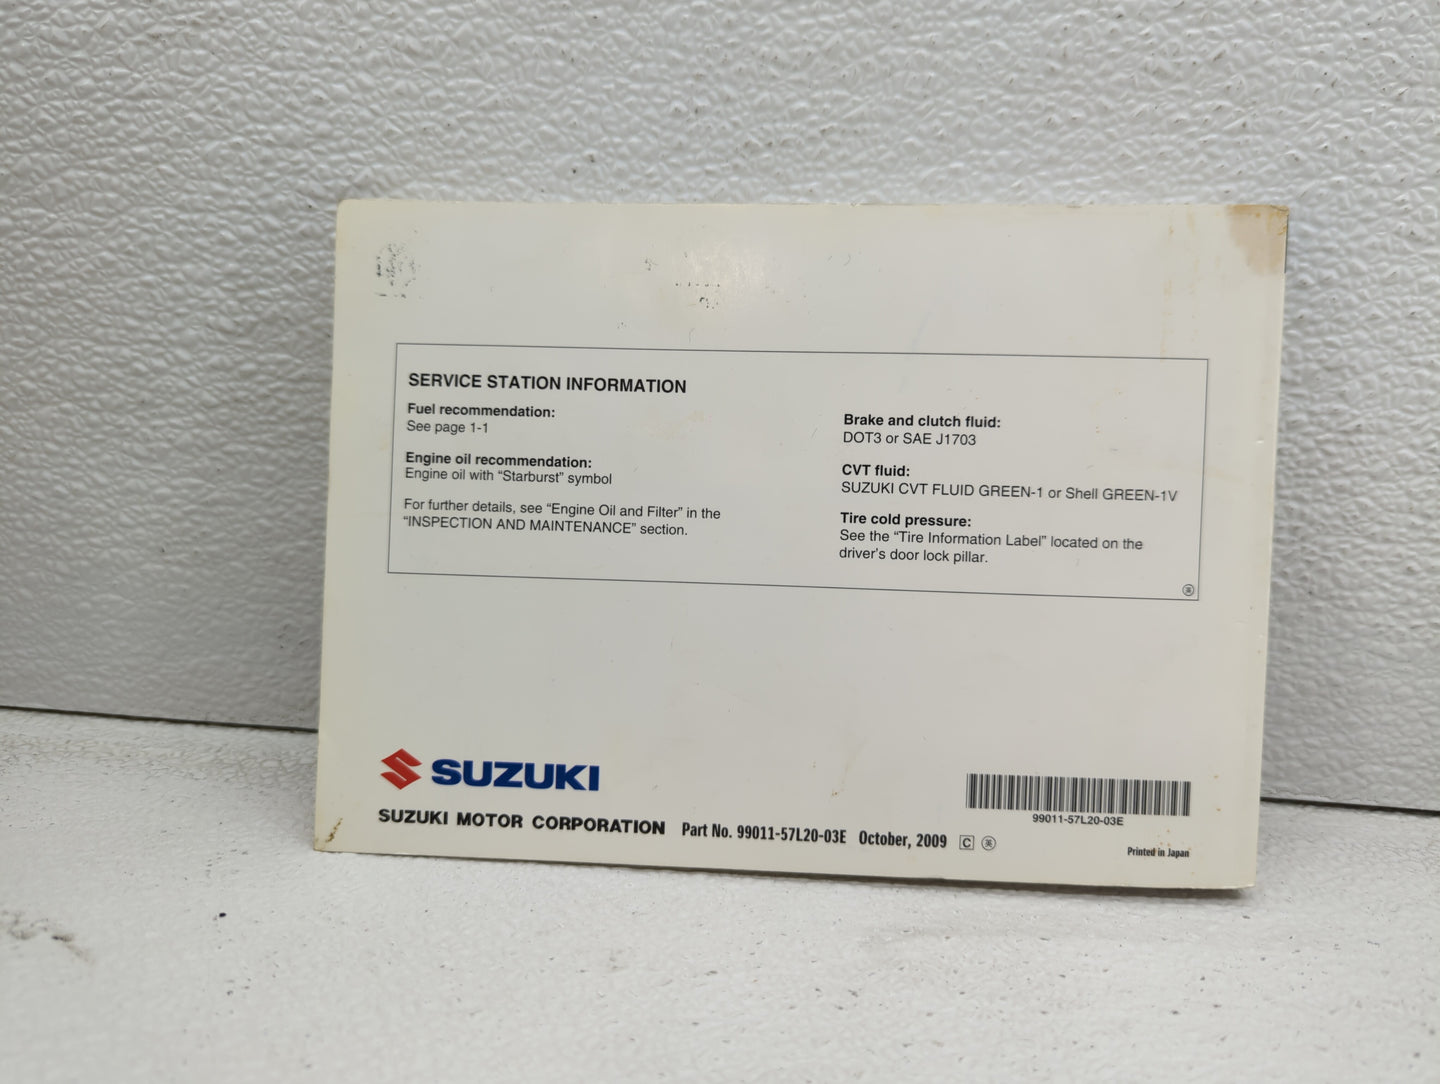 SERVICE STATION INFORMATION
Fuel recommendation:
See page 1-1
Engine oil recommendation:
Engine oil with “Starburst” symbol
For further details, see “Engine Oil and Filter” in the
“INSPECTION AND MAINTENANCE” section.
Brake and clutch fluid:
DOT3 or SAE J1703
CVT fluid:
SUZUKI CVT FLUID GREEN-1 or Shell GREEN-1V
Tire cold pressure:
See the “Tire Information Label” located on the
driver’s door lock pillar.
英
SUZUKI
SUZUKI MOTOR CORPORATION Part No. 99011-57L20-03E October, 2009 C 英
99011-57L20-03E
Printed in Japan